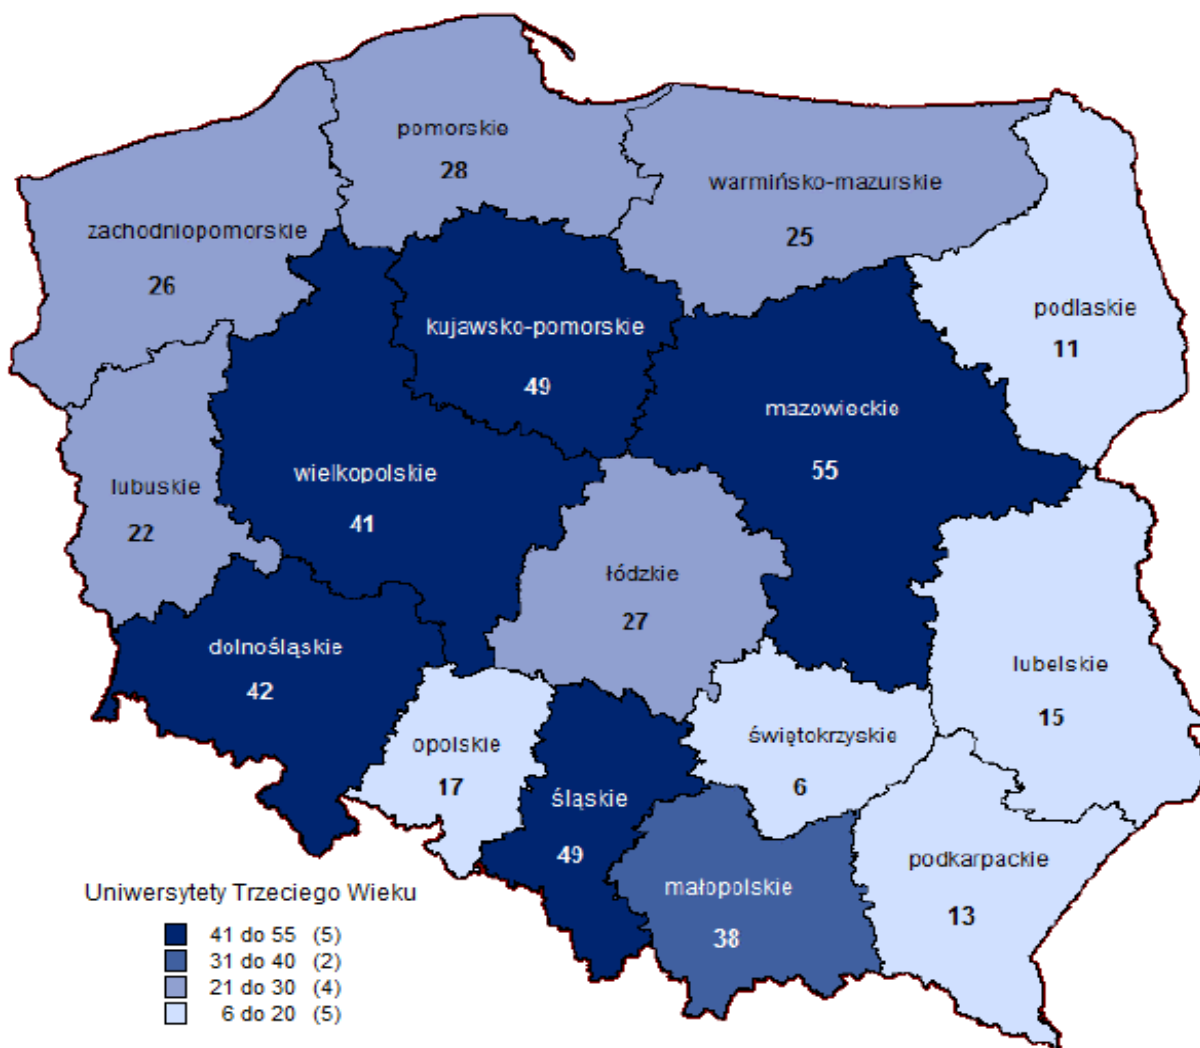 pomorskie
28
warmińsko-mazurskie
25
zachodniopomorskie
26
podlaskie
11
kujawsko-pomorskie
49
mazowieckie
55
wielkopolskie
41
lubuskie
22
łódzkie
27
dolnośląskie
42
lubelskie
15
opolskie
17
świętokrzyskie
6
śląskie
49
podkarpackie
13
małopolskie
38
Uniwersytety Trzeciego Wieku
41 do 55 (5)
31 do 40 (2)
21 do 30 (4)
6 do 20 (5)